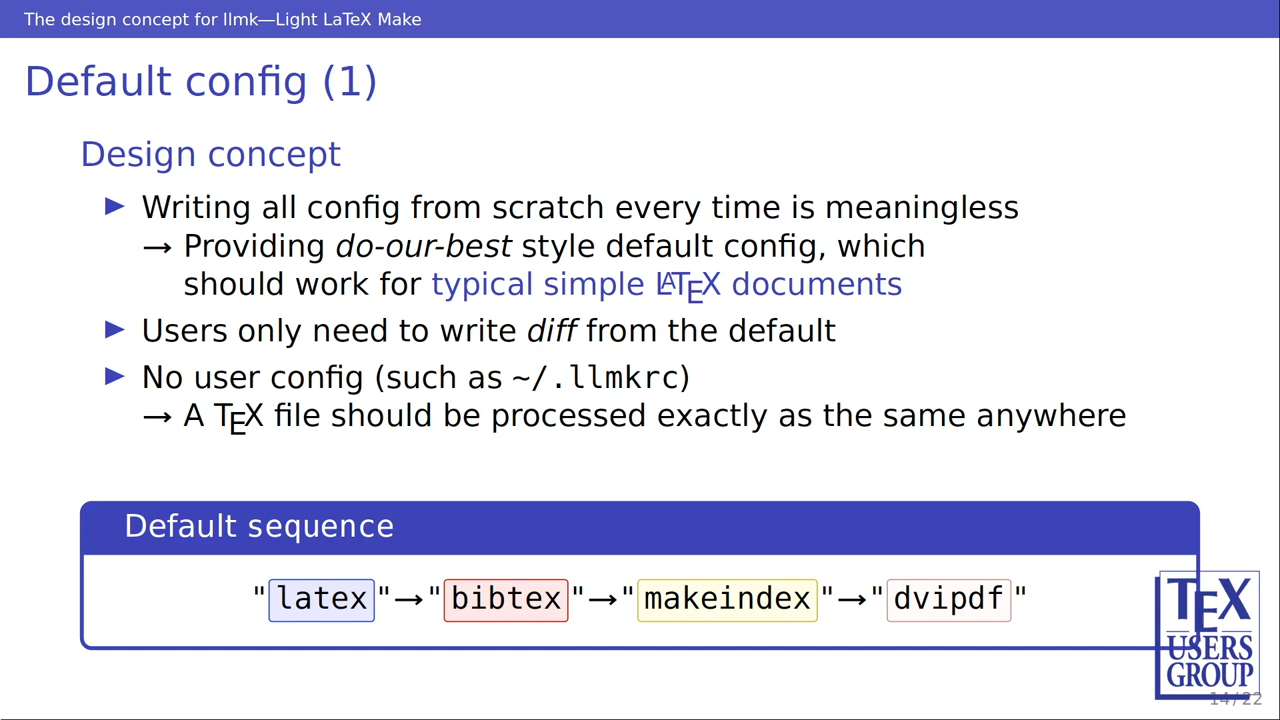 The design concept for llmk—Light LaTeX Make
Default config (1)
Design concept
▶ Writing all config from scratch every time is meaningless
→ Providing do-our-best style default config, which
should work for typical simple LATEX documents
▶ Users only need to write diff from the default
▶ No user config (such as ~/.llmkrc)
→ A TEX file should be processed exactly as the same anywhere
Default sequence
"latex"→"bibtex"→"makeindex"→"dvipdf"
TEX
USERS
GROUP
14/22